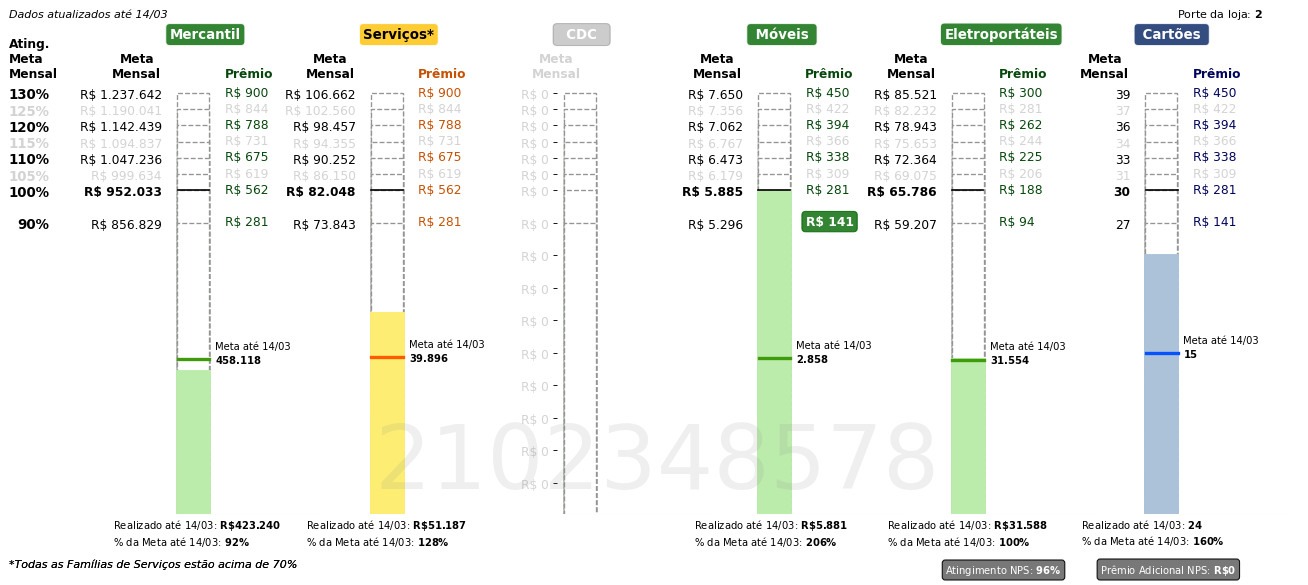 Dados atualizados até 14/03 Porte da loja: 2
Mercantil Serviços* CDC Móveis Eletroportáteis Cartões
Ating.
Meta Meta Meta Meta Meta Meta Meta
Mensal Mensal Prêmio Mensal Prêmio Mensal Mensal Prêmio Mensal Prêmio Mensal Prêmio
130% R$ 1.237.642 R$ 900 R$ 106.662 R$ 900 R$ 0 R$ 7.650 R$ 450 R$ 85.521 R$ 300 39 R$ 450
125% R$ 1.190.041 R$ 844 R$ 102.560 R$ 844 R$ 0 R$ 7.356 R$ 422 R$ 82.232 R$ 281 37 R$ 422
120% R$ 1.142.439 R$ 788 R$ 98.457 R$ 788 R$ 0 R$ 7.062 R$ 394 R$ 78.943 R$ 262 36 R$ 394
115% R$ 1.094.837 R$ 731 R$ 94.355 R$ 731 R$ 0 R$ 6.767 R$ 366 R$ 75.653 R$ 244 34 R$ 366
110% R$ 1.047.236 R$ 675 R$ 90.252 R$ 675 R$ 0 R$ 6.473 R$ 338 R$ 72.364 R$ 225 33 R$ 338
105% R$ 999.634 R$ 619 R$ 86.150 R$ 619 R$ 0 R$ 6.179 R$ 309 R$ 69.075 R$ 206 31 R$ 309
100% R$ 952.033 R$ 562 R$ 82.048 R$ 562 R$ 0 R$ 5.885 R$ 281 R$ 65.786 R$ 188 30 R$ 281
90% R$ 856.829 R$ 281 R$ 73.843 R$ 281 R$ 0 R$ 5.296 R$ 141 R$ 59.207 R$ 94 27 R$ 141
R$ 0
R$ 0
R$ 0
Meta até 14/03 Meta até 14/03 R$ 0 Meta até 14/03 Meta até 14/03 Meta até 14/03
458.118 39.896 2.858 31.554 15
R$ 0
R$ 0
R$ 0
2102348578
R$ 0
Realizado até 14/03: R$423.240 Realizado até 14/03: R$51.187 Realizado até 14/03: R$5.881 Realizado até 14/03: R$31.588 Realizado até 14/03: 24
% da Meta até 14/03: 92% % da Meta até 14/03: 128% % da Meta até 14/03: 206% % da Meta até 14/03: 100% % da Meta até 14/03: 160%
*Todas as Famílias de Serviços estão acima de 70% Atingimento NPS: 96% Prêmio Adicional NPS: R$0